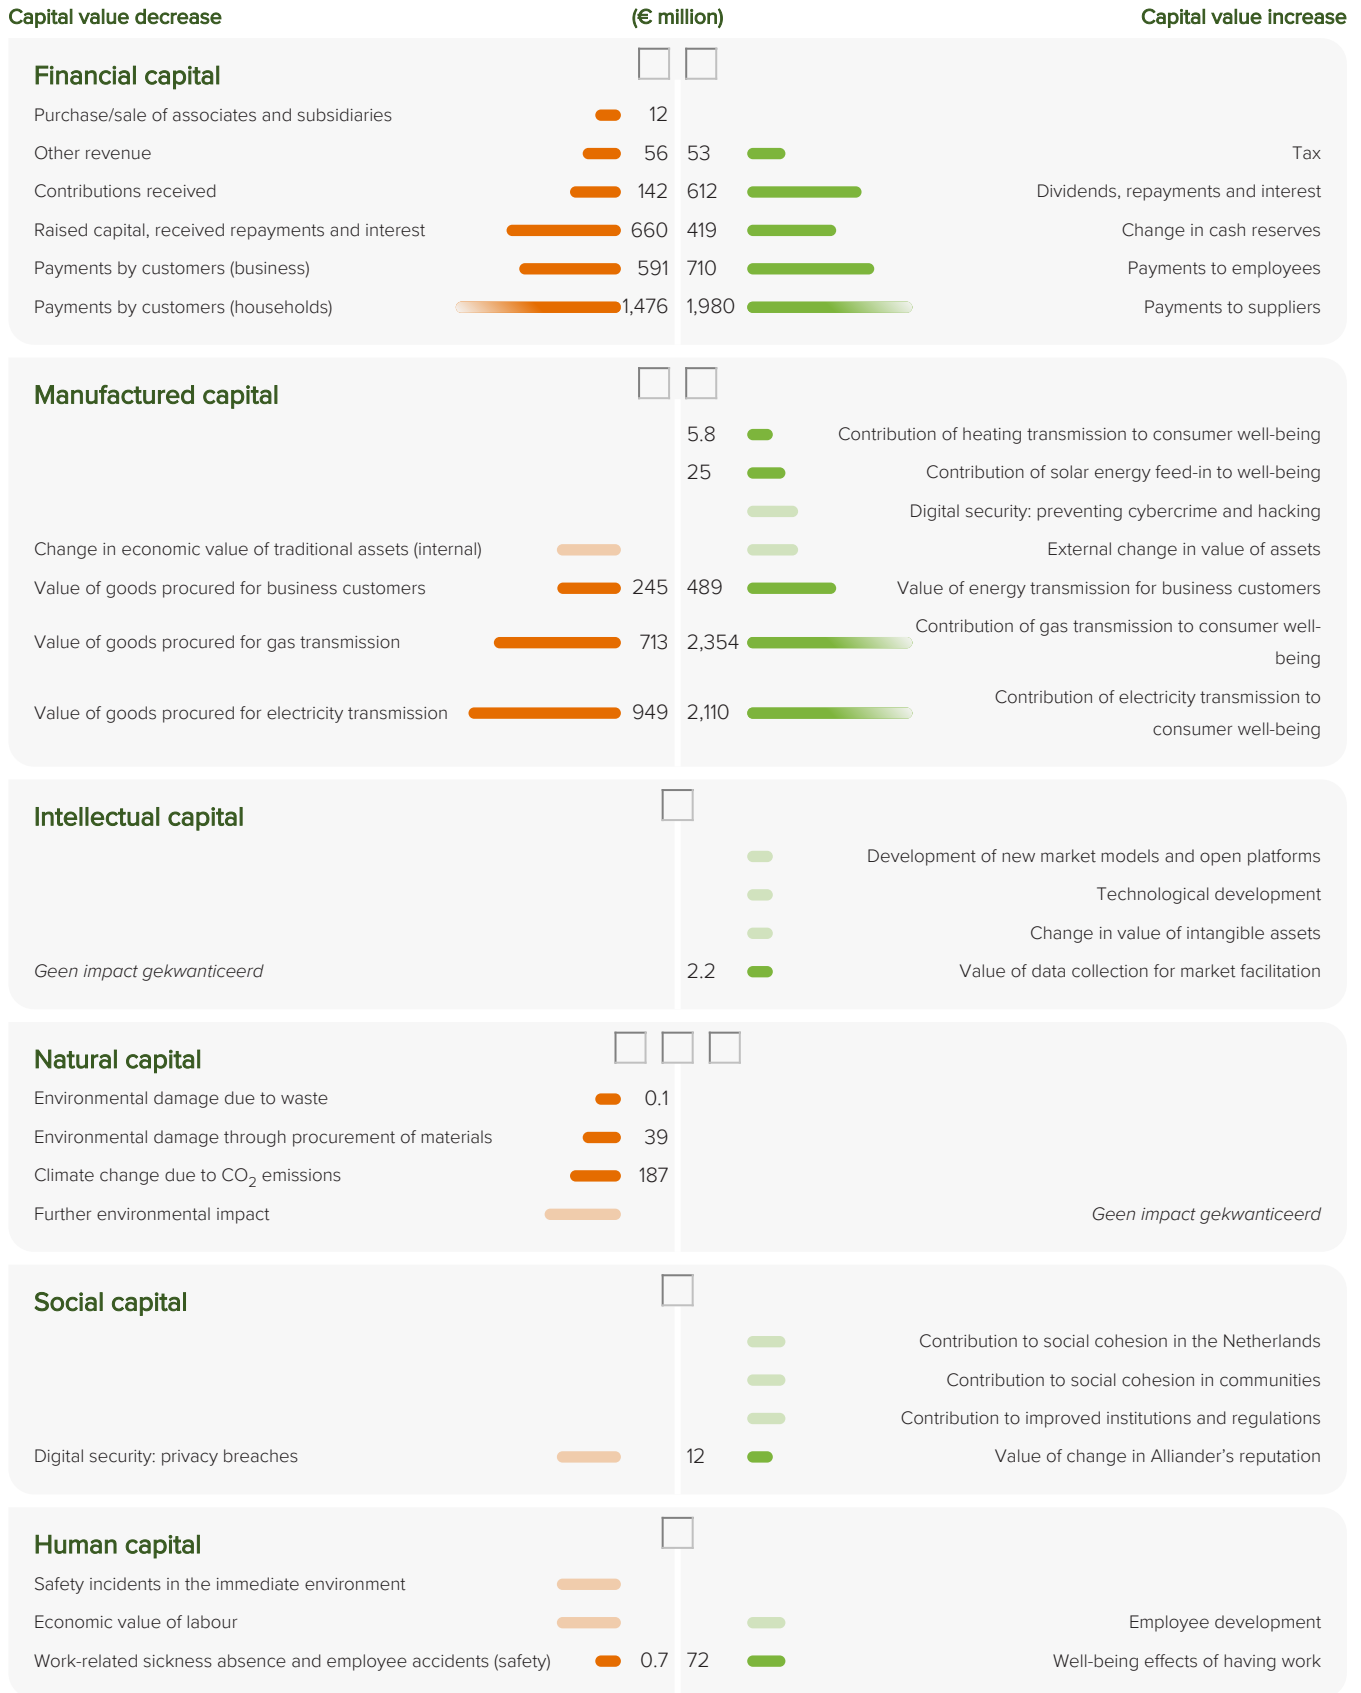 Capital value decrease (€ million) Capital value increase
Financial capital
Purchase/sale of associates and subsidiaries 12
Other revenue 56 53 Tax
Contributions received 142 612 Dividends, repayments and interest
Raised capital, received repayments and interest 660 419 Change in cash reserves
Payments by customers (business) 591 710 Payments to employees
Payments by customers (households) 1,476 1,980 Payments to suppliers
Manufactured capital
5.8 Contribution of heating transmission to consumer well-being
25 Contribution of solar energy feed-in to well-being
Digital security: preventing cybercrime and hacking
Change in economic value of traditional assets (internal) External change in value of assets
Value of goods procured for business customers 245 489 Value of energy transmission for business customers
Value of goods procured for gas transmission 713 2,354 Contribution of gas transmission to consumer well-
being
Value of goods procured for electricity transmission 949 2,110 Contribution of electricity transmission to
consumer well-being
Intellectual capital
Development of new market models and open platforms
Technological development
Change in value of intangible assets
Geen impact gekwanticeerd 2.2 Value of data collection for market facilitation
Natural capital
Environmental damage due to waste 0.1
Environmental damage through procurement of materials 39
Climate change due to CO2 emissions 187
Further environmental impact Geen impact gekwanticeerd
Social capital
Contribution to social cohesion in the Netherlands
Contribution to social cohesion in communities
Contribution to improved institutions and regulations
Digital security: privacy breaches 12 Value of change in Alliander's reputation
Human capital
Safety incidents in the immediate environment
Economic value of labour Employee development
Work-related sickness absence and employee accidents (safety) 0.7 72 Well-being effects of having work